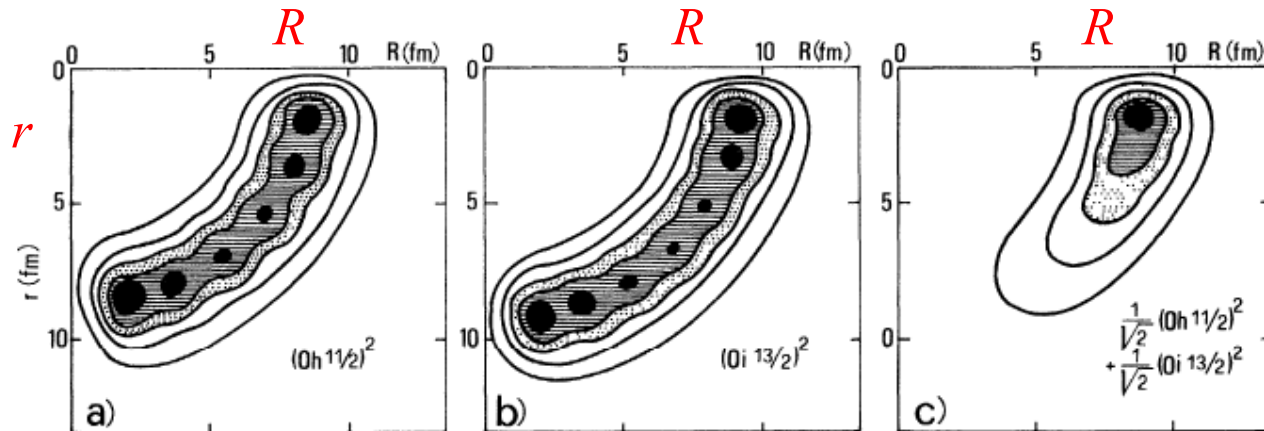 R R R
0 5 10 R(fm) 0 5 10 R(fm) 0 5 10 R(fm)
0 0 0
r
5 5 5
r (fm)
10 10 0
(0h 11/2)²
(0i 13/2)²
1/√2 (0h 11/2)²
+ 1/√2 (0i 13/2)²
a) b) c)